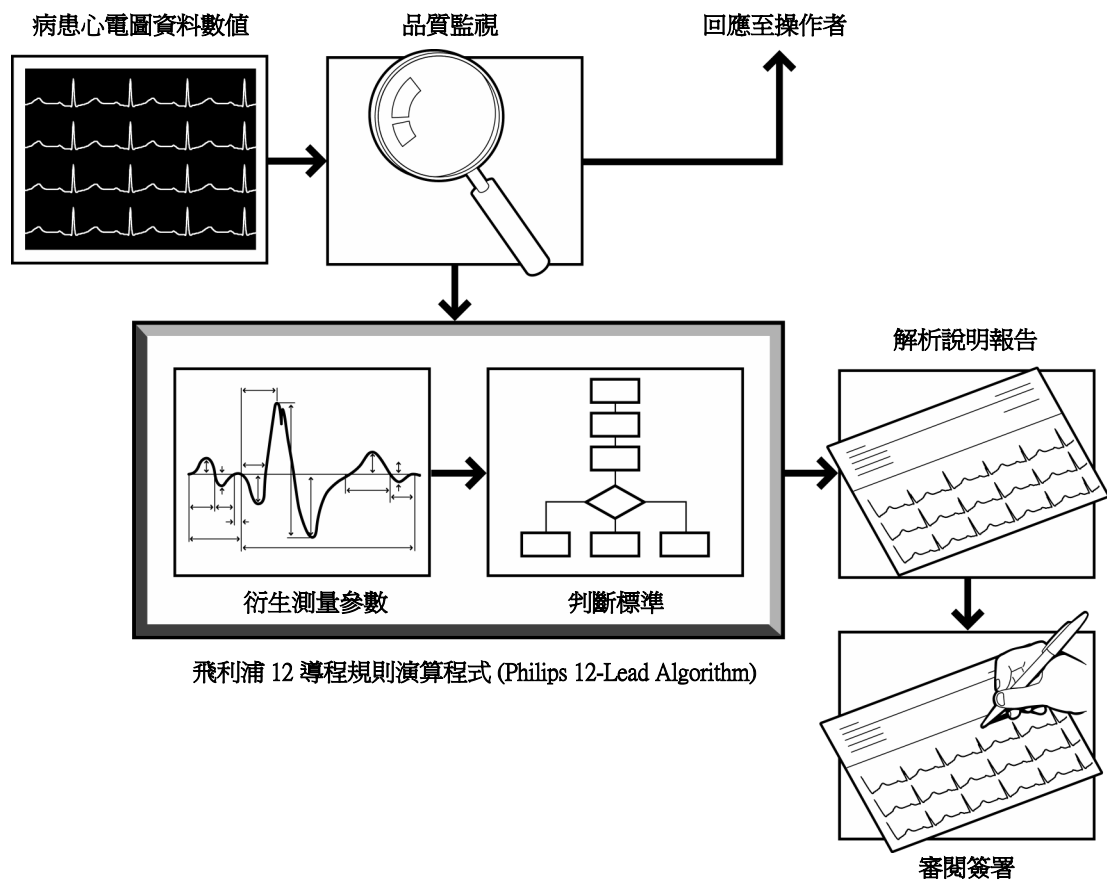 病患心電圖資料數值
品質監視
回應至操作者
解析說明報告
衍生測量參數
判斷標準
飛利浦 12 導程規則演算程式 (Philips 12-Lead Algorithm)
審閱簽署